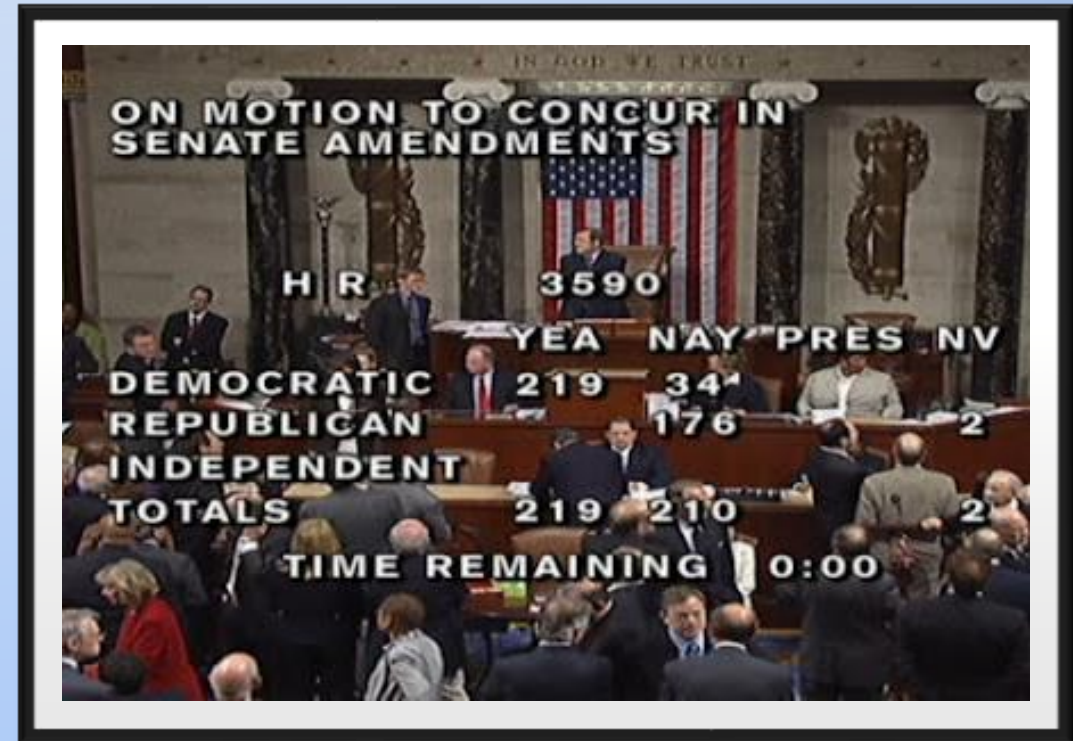 IN GOD WE TRUST
ON MOTION TO CONCUR IN
SENATE AMENDMENTS
H R 3590
YEA NAY PRES NV
DEMOCRATIC 219 34
REPUBLICAN 176 2
INDEPENDENT
TOTALS 219 210 2
TIME REMAINING 0:00